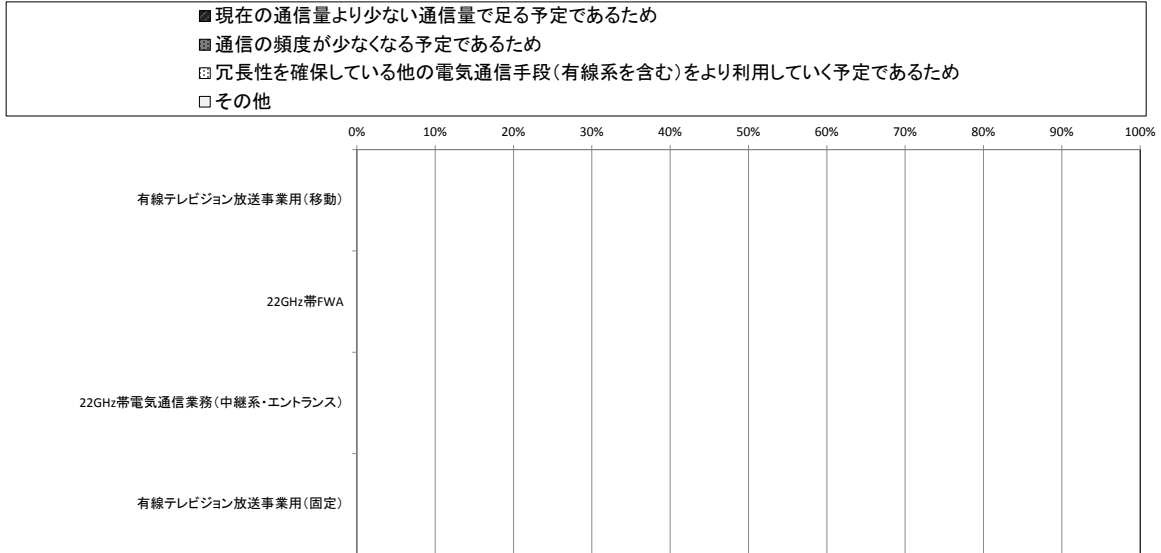 ■現在の通信量より少ない通信量で足る予定であるため
■通信の頻度が少なくなる予定であるため
□冗長性を確保している他の電気通信手段(有線系を含む)をより利用していく予定であるため
□その他
0% 10% 20% 30% 40% 50% 60% 70% 80% 90% 100%
有線テレビジョン放送事業用(移動)
22GHz帯FWA
22GHz帯電気通信業務(中継系・エントランス)
有線テレビジョン放送事業用(固定)